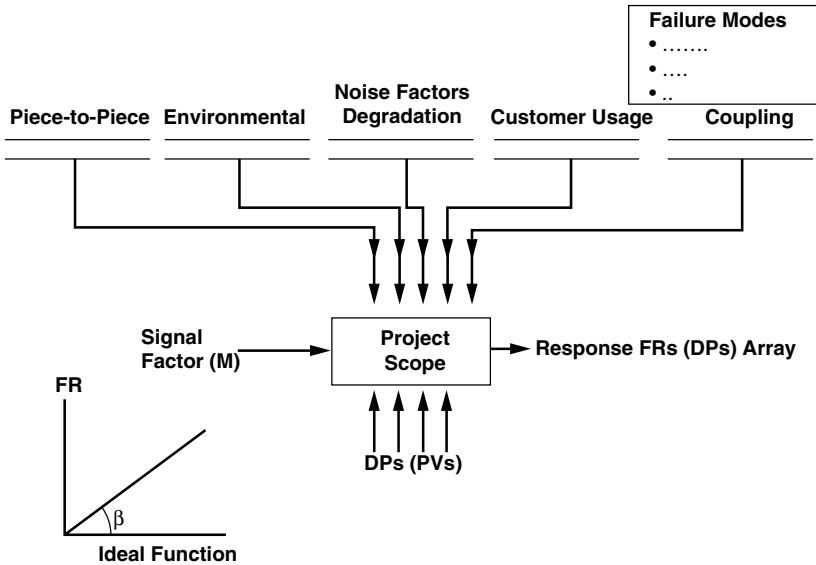 Failure Modes
• .......
• ....
• ..
Noise Factors
Piece-to-Piece Environmental Degradation Customer Usage Coupling
Signal
Factor (M)
Project
Scope
Response FRs (DPs) Array
FR
DPs (PVs)
β
Ideal Function